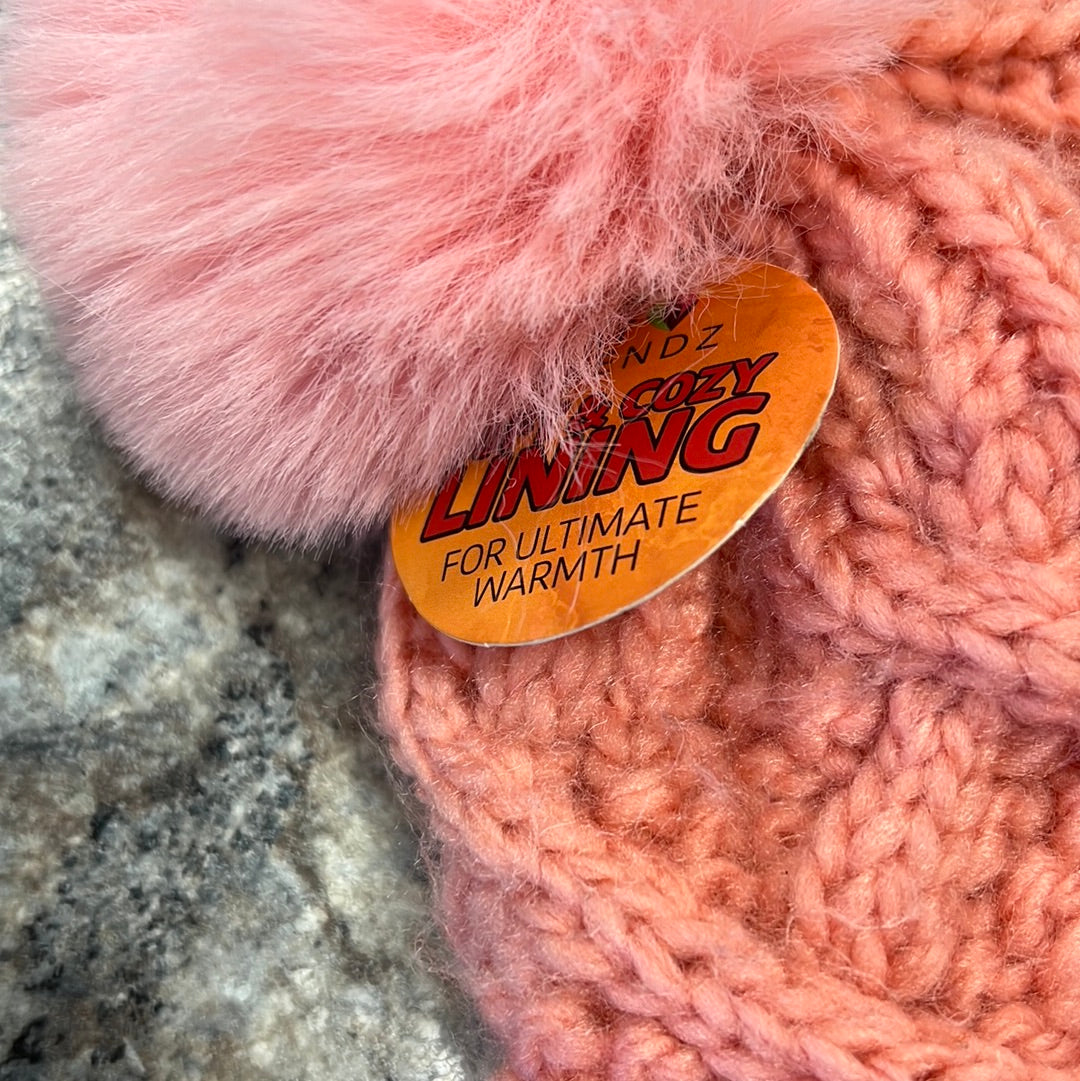 NDZ
& COZY
LINING
FOR ULTIMATE
WARMTH